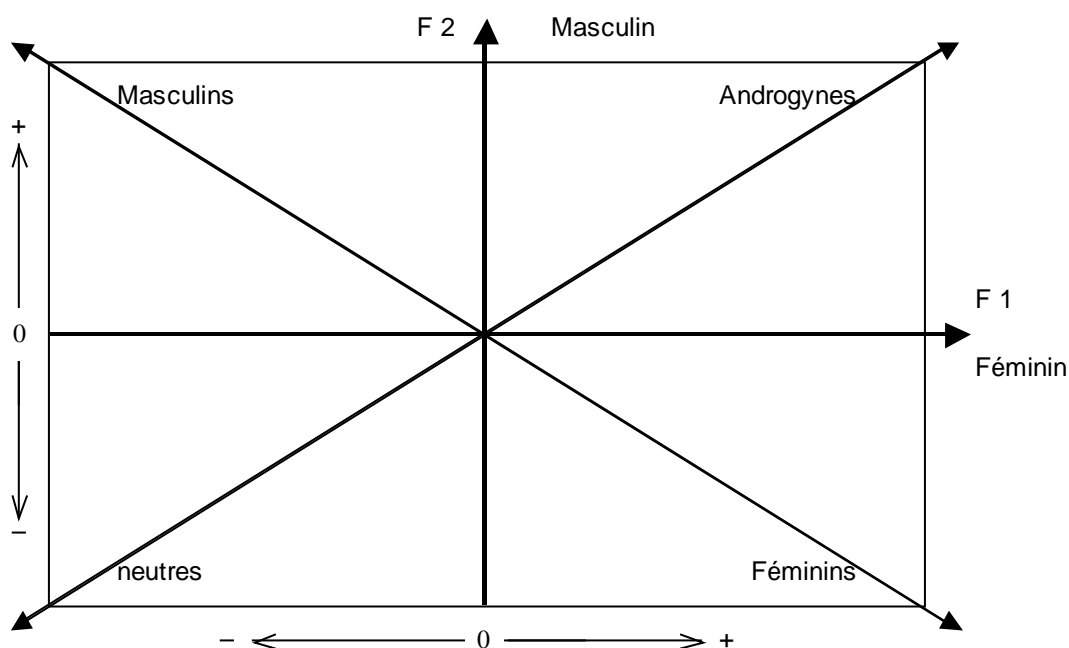 F 2 Masculin
Masculins Androgynes
+
F 1
0
Féminin
–
neutres Féminins
– 0 +